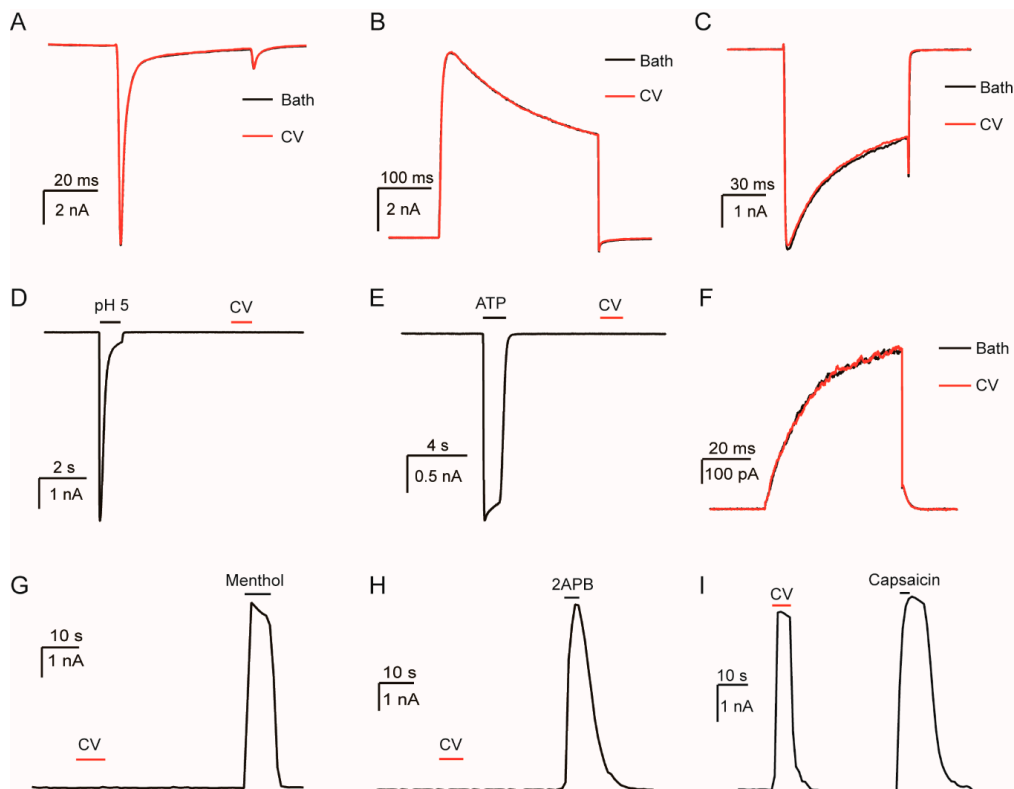 A
Bath
CV
20 ms
2 nA
B
Bath
CV
100 ms
2 nA
C
Bath
CV
30 ms
1 nA
D
pH 5
CV
2 s
1 nA
E
ATP
CV
4 s
0.5 nA
F
Bath
CV
20 ms
100 pA
G
Menthol
10 s
1 nA
CV
H
2APB
10 s
1 nA
CV
I
CV
Capsaicin
10 s
1 nA